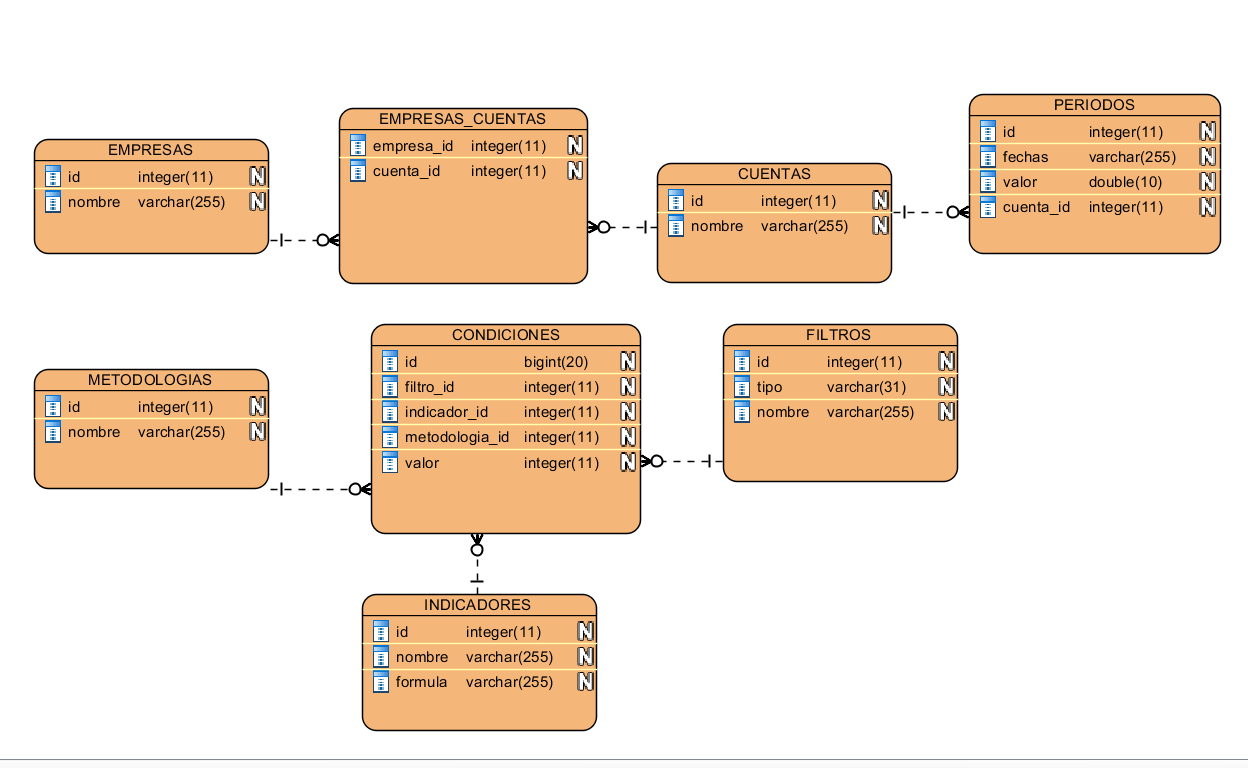 EMPRESAS
id integer(11) N
nombre varchar(255) N
EMPRESAS_CUENTAS
empresa_id integer(11) N
cuenta_id integer(11) N
CUENTAS
id integer(11) N
nombre varchar(255) N
PERIODOS
id integer(11) N
fechas varchar(255) N
valor double(10) N
cuenta_id integer(11) N
METODOLOGIAS
id integer(11) N
nombre varchar(255) N
CONDICIONES
id bigint(20) N
filtro_id integer(11) N
indicador_id integer(11) N
metodologia_id integer(11) N
valor integer(11) N
FILTROS
id integer(11) N
tipo varchar(31) N
nombre varchar(255) N
INDICADORES
id integer(11) N
nombre varchar(255) N
formula varchar(255) N